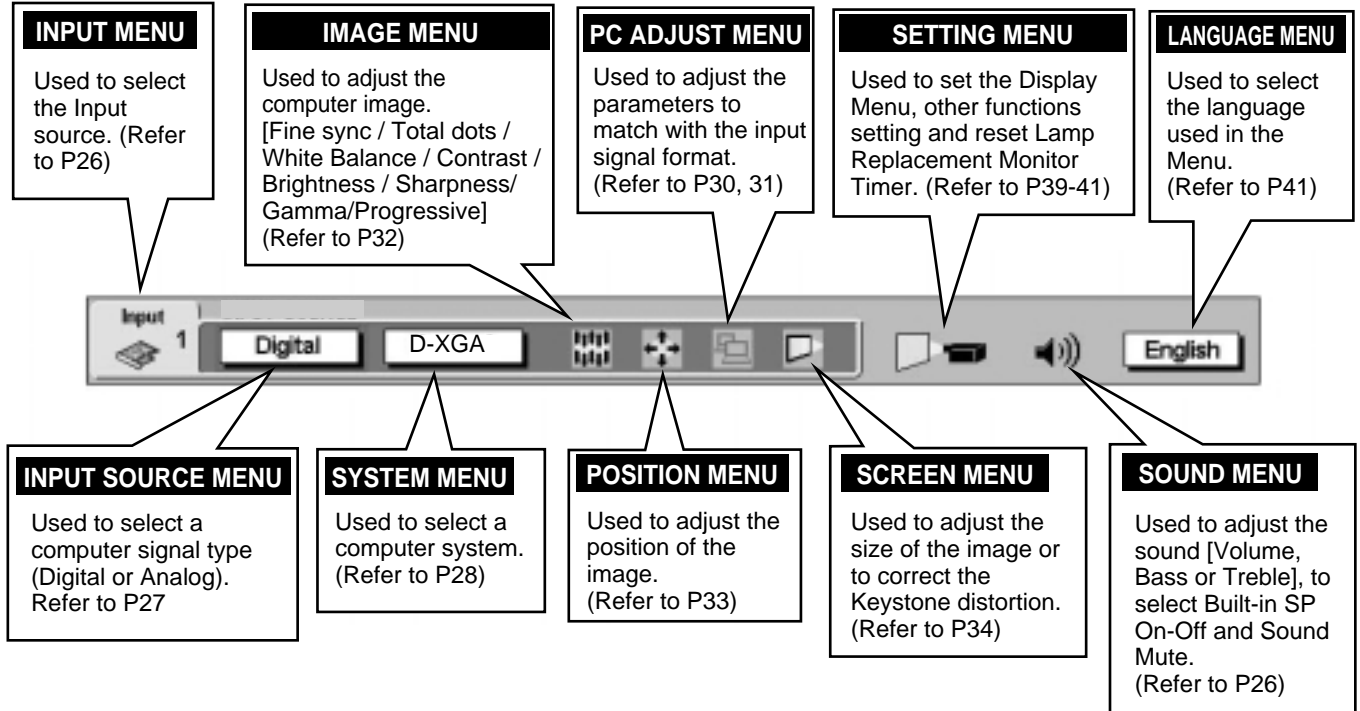 INPUT MENU
Used to select
the Input
source. (Refer
to P26)
IMAGE MENU
Used to adjust the
computer image.
[Fine sync / Total dots /
White Balance / Contrast /
Brightness / Sharpness/
Gamma/Progressive]
(Refer to P32)
PC ADJUST MENU
Used to adjust the
parameters to
match with the input
signal format.
(Refer to P30, 31)
SETTING MENU
Used to set the Display
Menu, other functions
setting and reset Lamp
Replacement Monitor
Timer. (Refer to P39-41)
LANGUAGE MENU
Used to select
the language
used in the
Menu.
(Refer to P41)
Input
1
Digital
D-XGA
English
INPUT SOURCE MENU
Used to select a
computer signal type
(Digital or Analog).
Refer to P27
SYSTEM MENU
Used to select a
computer system.
(Refer to P28)
POSITION MENU
Used to adjust the
position of the
image.
(Refer to P33)
SCREEN MENU
Used to adjust the
size of the image or
to correct the
Keystone distortion.
(Refer to P34)
SOUND MENU
Used to adjust the
sound [Volume,
Bass or Treble], to
select Built-in SP
On-Off and Sound
Mute.
(Refer to P26)